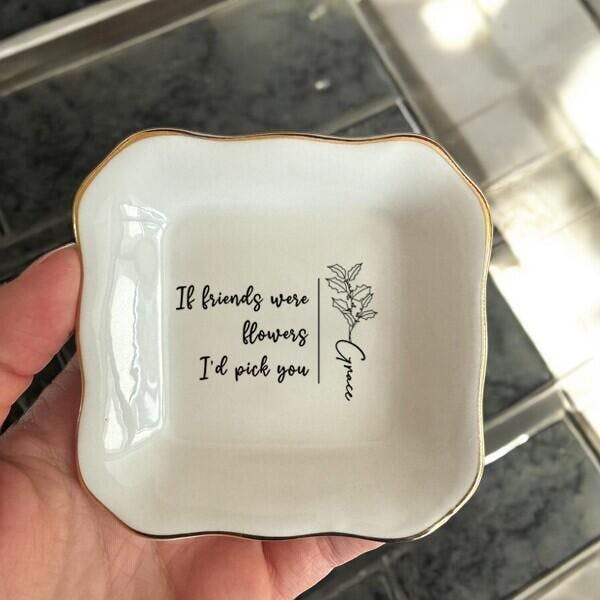 If friends were
flowers
I'd pick you
Grace